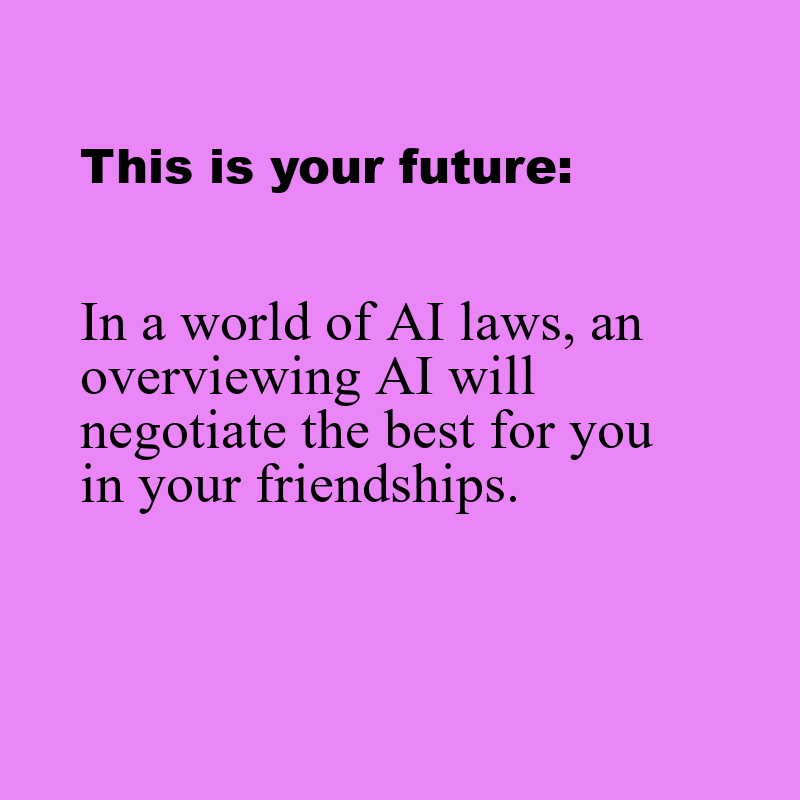 This is your future:
In a world of AI laws, an
overviewing AI will
negotiate the best for you
in your friendships.